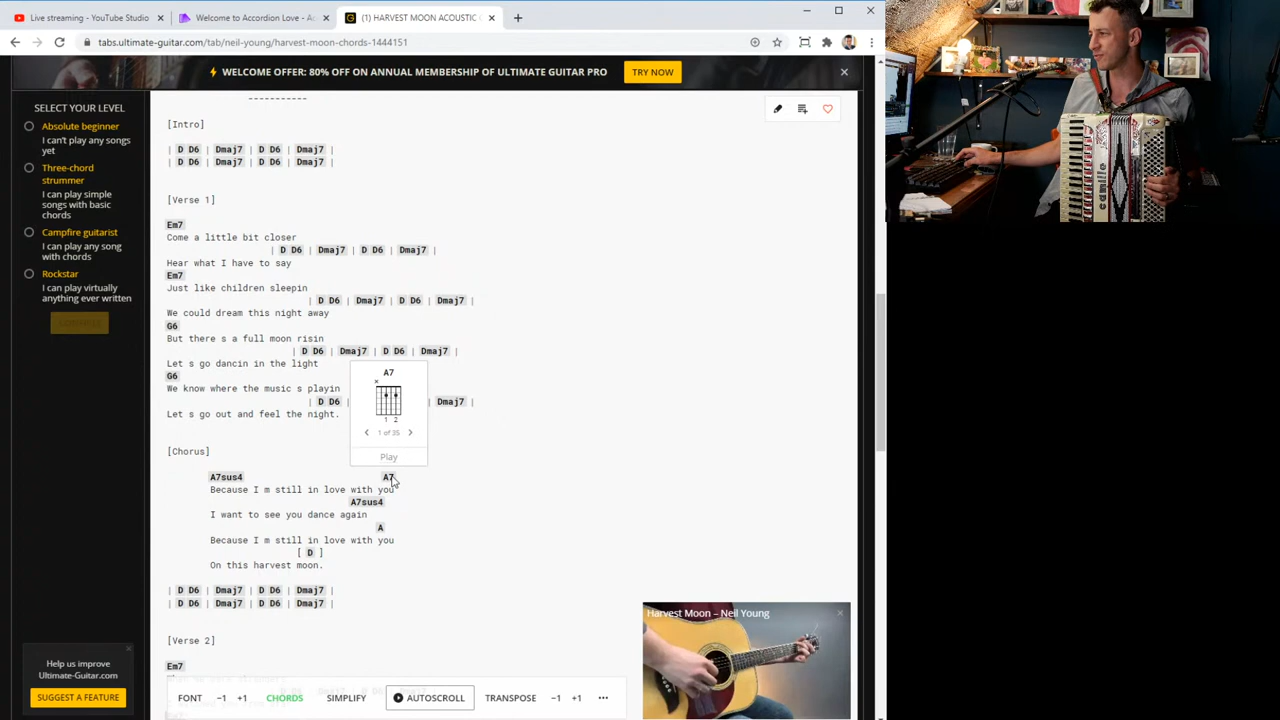 Live streaming - YouTube Studio
Welcome to Accordion Love - Ac
(1) HARVEST MOON ACOUSTIC
tabs.ultimate-guitar.com/tab/neil-young/harvest-moon-chords-1444151
WELCOME OFFER: 80% OFF ON ANNUAL MEMBERSHIP OF ULTIMATE GUITAR PRO
TRY NOW
SELECT YOUR LEVEL
Absolute beginner
I can't play any songs
yet
Three-chord
strummer
I can play simple
songs with basic
chords
Campfire guitarist
I can play any song
with chords
Rockstar
I can play virtually
anything ever written
-----------
[Intro]
| D D6 | Dmaj7 | D D6 | Dmaj7 |
| D D6 | Dmaj7 | D D6 | Dmaj7 |
[Verse 1]
Em7
Come a little bit closer
| D D6 | Dmaj7 | D D6 | Dmaj7 |
Hear what I have to say
Em7
Just like children sleepin
| D D6 | Dmaj7 | D D6 | Dmaj7 |
We could dream this night away
G6
But there s a full moon risin
| D D6 | Dmaj7 | D D6 | Dmaj7 |
Let s go dancin in the light
G6
We know where the music s playin
| D D6 | Dmaj7 |
Let s go out and feel the night.
A7
x
1 2
1 of 35
Play
[Chorus]
A7sus4 A7
Because I m still in love with you
A7sus4
I want to see you dance again
A
Because I m still in love with you
[ D ]
On this harvest moon.
| D D6 | Dmaj7 | D D6 | Dmaj7 |
| D D6 | Dmaj7 | D D6 | Dmaj7 |
[Verse 2]
Em7
Help us improve
Ultimate-Guitar.com
SUGGEST A FEATURE
FONT −1 +1 CHORDS SIMPLIFY AUTOSCROLL TRANSPOSE −1 +1
Harvest Moon – Neil Young
camillo